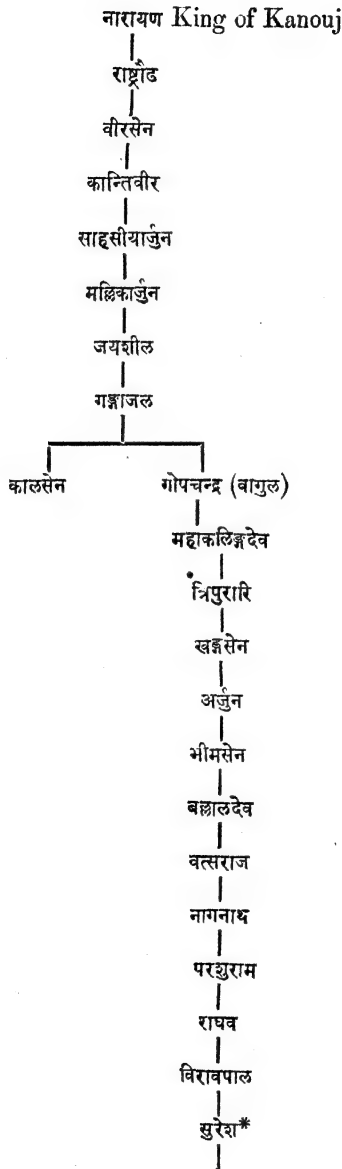 नारायण King of Kanouj
राष्ट्रौढ
वीरसेन
कान्तिवीर
साहसीयार्जुन
मल्लिकार्जुन
जयशील
गङ्गाजल
कालसेन गोपचन्द्र (वागुल)
महाकलिङ्गदेव
त्रिपुरारि
खङ्गसेन
अर्जुन
भीमसेन
बल्लालदेव
वत्सराज
नागनाथ
परशुराम
राघव
विरावपाल
सुरेश*